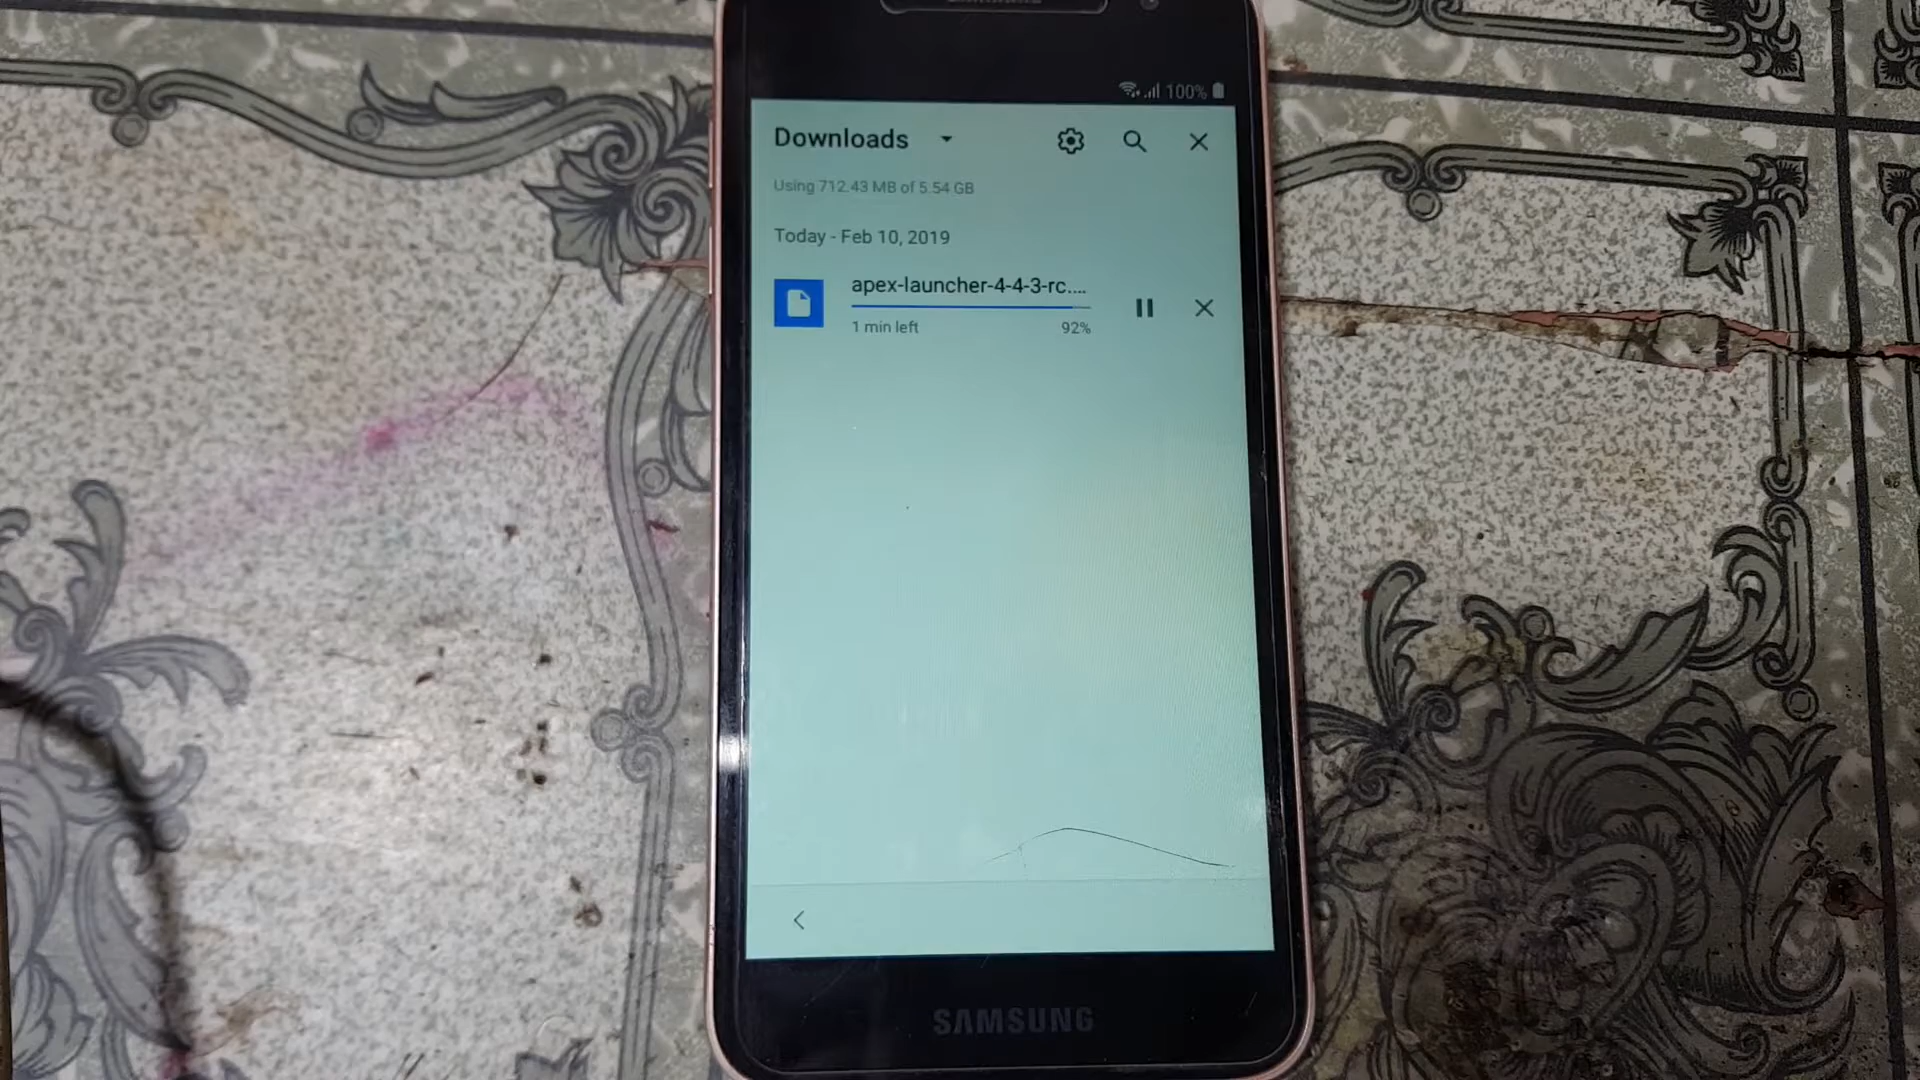 100%
Downloads
Using 712.43 MB of 5.54 GB
Today - Feb 10, 2019
apex-launcher-4-4-3-rc....
1 min left 92%
SAMSUNG